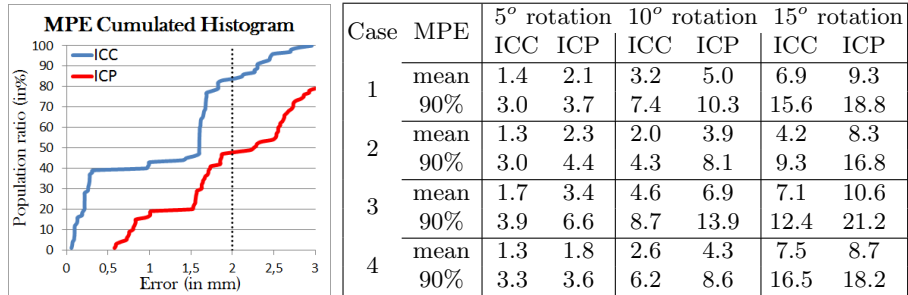 MPE Cumulated Histogram
ICC
ICP
Population ratio (in%)
100
90
80
70
60
50
40
30
20
10
0
0 0,5 1 1,5 2 2,5 3
Error (in mm)
Case MPE 5° rotation 10° rotation 15° rotation
ICC ICP ICC ICP ICC ICP
1 mean 1.4 2.1 3.2 5.0 6.9 9.3
90% 3.0 3.7 7.4 10.3 15.6 18.8
2 mean 1.3 2.3 2.0 3.9 4.2 8.3
90% 3.0 4.4 4.3 8.1 9.3 16.8
3 mean 1.7 3.4 4.6 6.9 7.1 10.6
90% 3.9 6.6 8.7 13.9 12.4 21.2
4 mean 1.3 1.8 2.6 4.3 7.5 8.7
90% 3.3 3.6 6.2 8.6 16.5 18.2